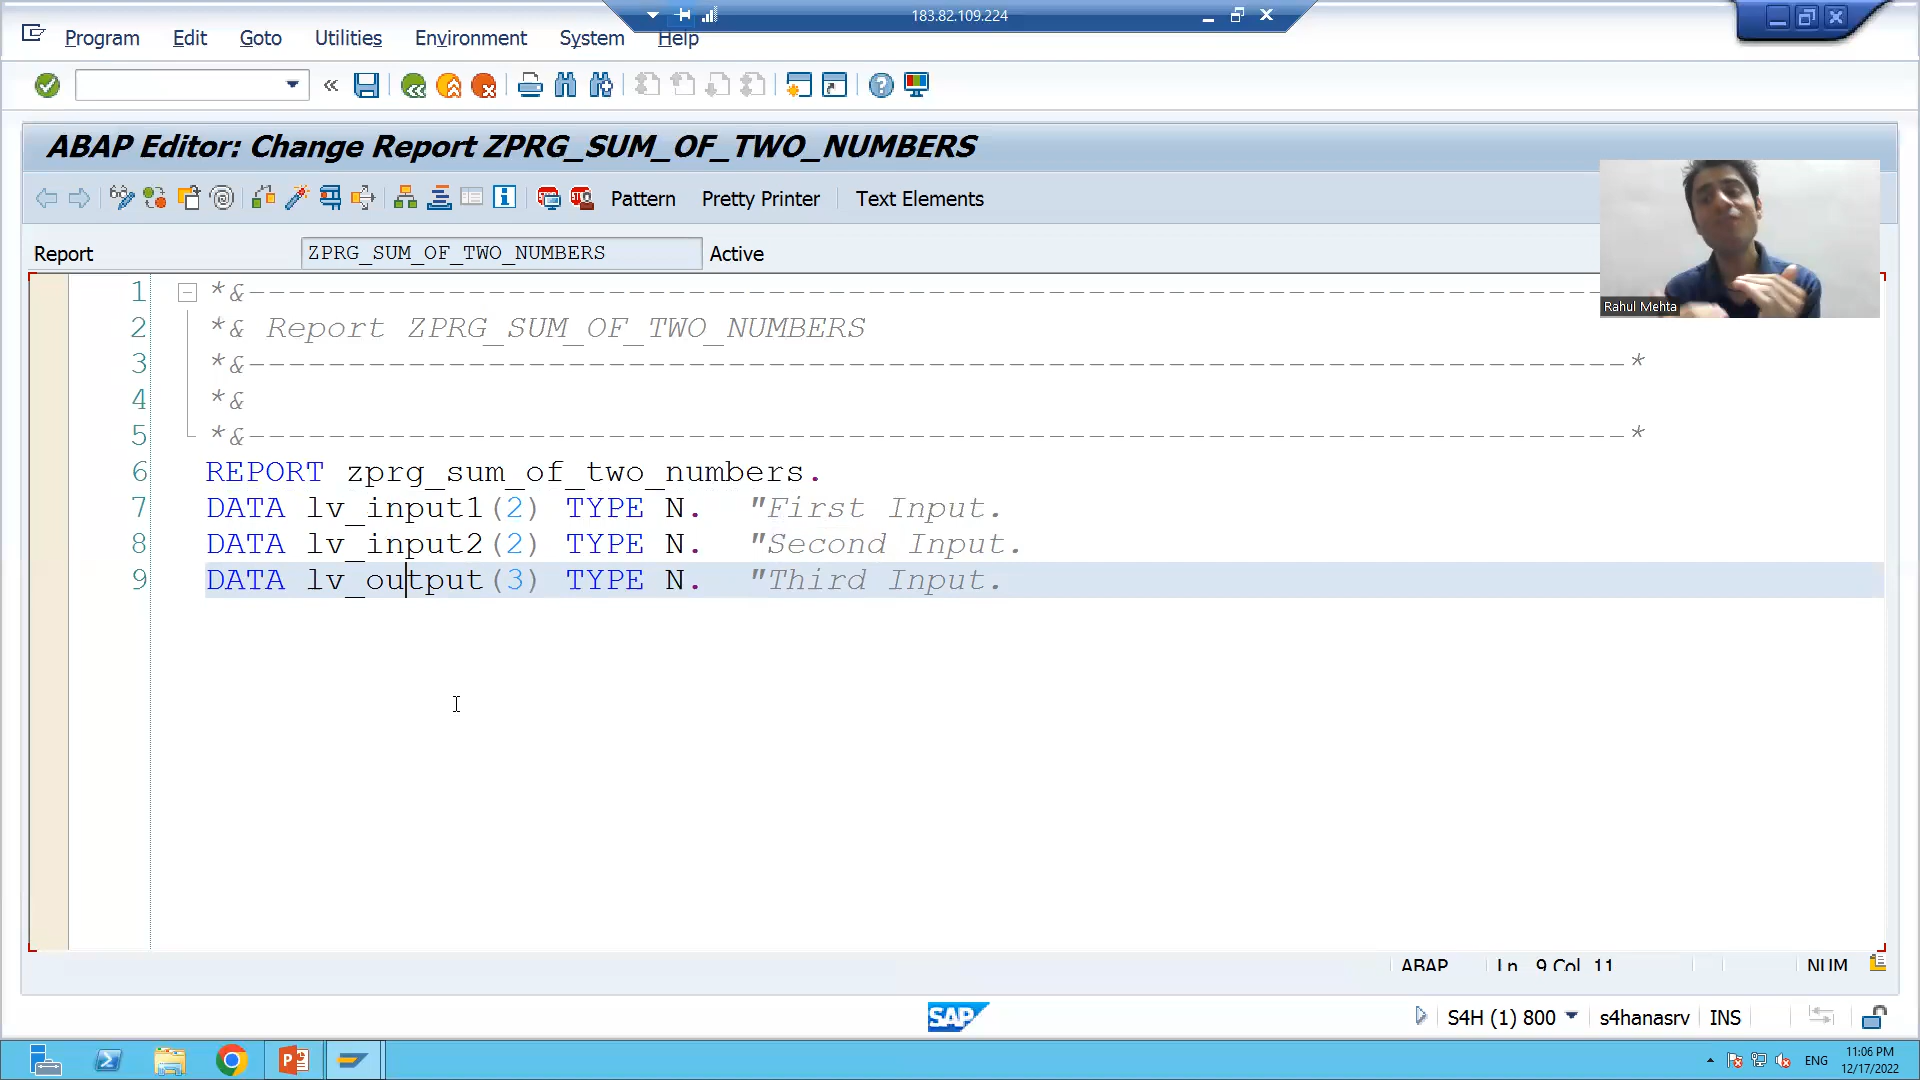 183.82.109.224
Program Edit Goto Utilities Environment System Help
ABAP Editor: Change Report ZPRG_SUM_OF_TWO_NUMBERS
Pattern Pretty Printer Text Elements
Report ZPRG_SUM_OF_TWO_NUMBERS Active
Rahul Mehta
1 *&---------------------------------------------------------------------
2 *& Report ZPRG_SUM_OF_TWO_NUMBERS
3 *&---------------------------------------------------------------------*
4 *&
5 *&---------------------------------------------------------------------*
6 REPORT zprg_sum_of_two_numbers.
7 DATA lv_input1(2) TYPE N. "First Input.
8 DATA lv_input2(2) TYPE N. "Second Input.
9 DATA lv_output(3) TYPE N. "Third Input.
ABAP Ln 9 Col 11 NUM
SAP S4H (1) 800 s4hanasrv INS
ENG 11:06 PM
12/17/2022